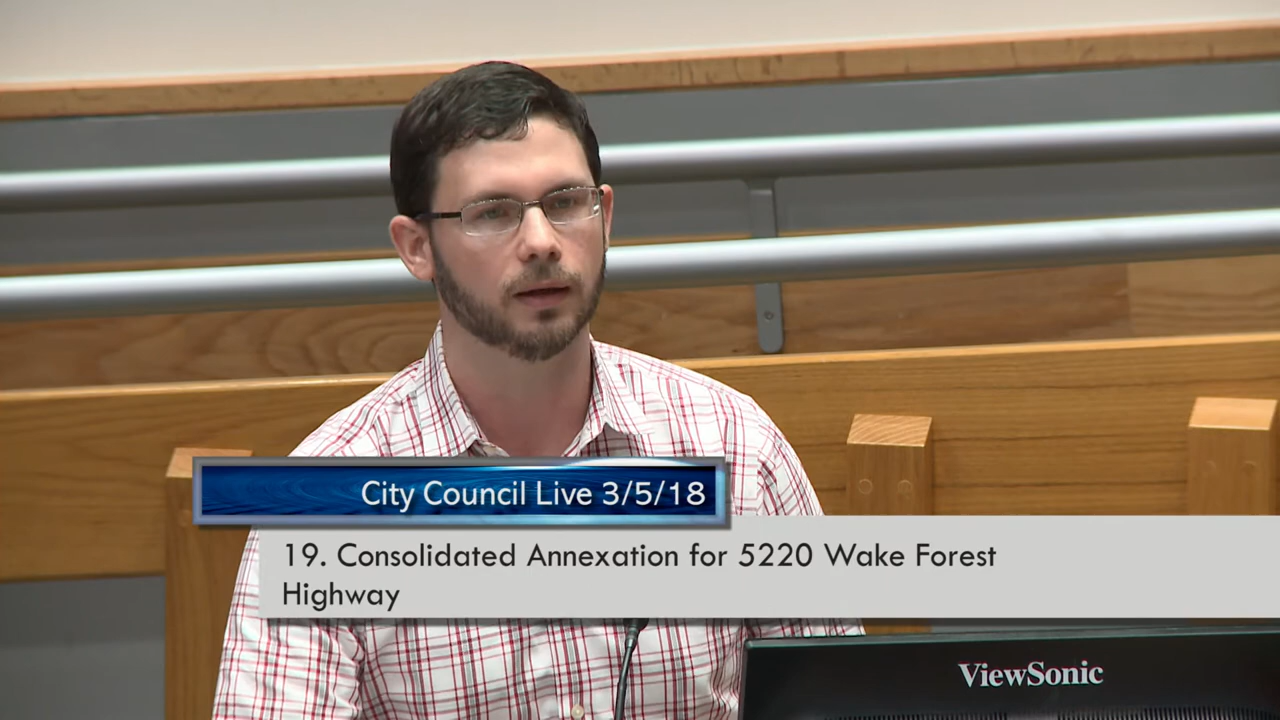 City Council Live 3/5/18
19. Consolidated Annexation for 5220 Wake Forest
Highway
ViewSonic